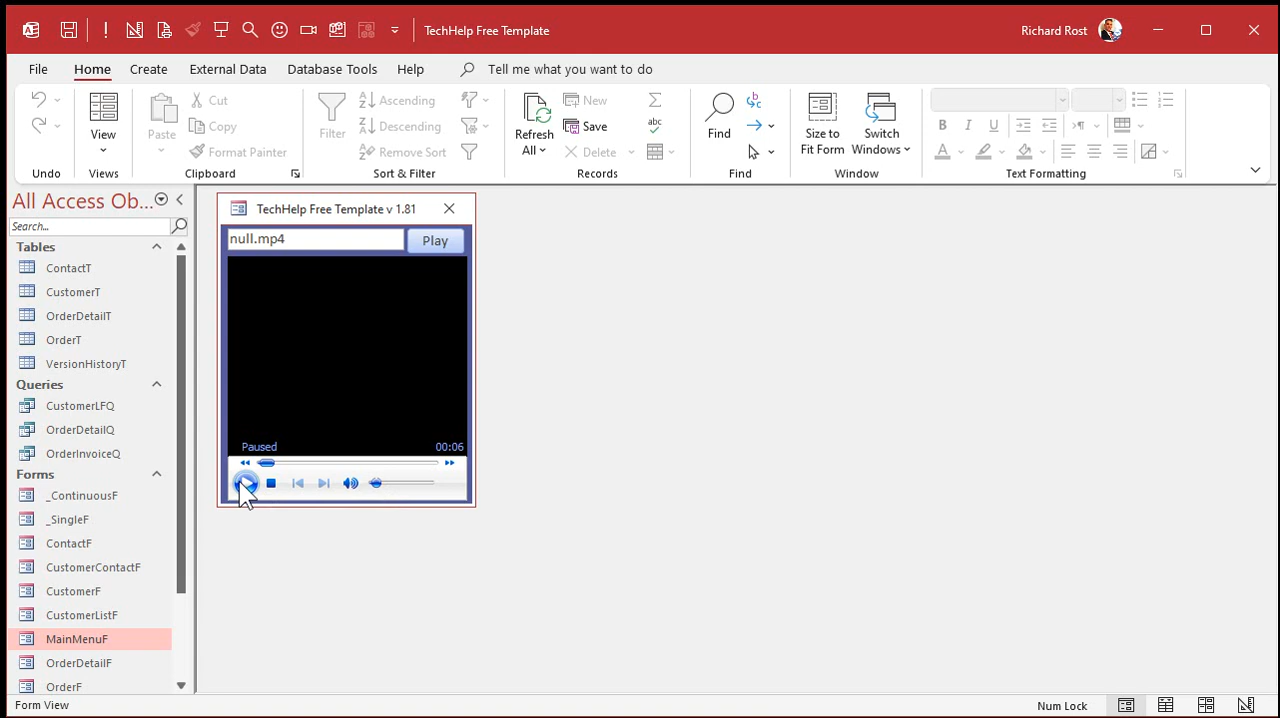 TechHelp Free Template
Richard Rost
File
Home
Create
External Data
Database Tools
Help
Tell me what you want to do
Undo
View
Views
Paste
Cut
Copy
Format Painter
Clipboard
Filter
Ascending
Descending
Remove Sort
Sort & Filter
Refresh
All
New
Save
Delete
Records
Find
Find
Size to
Fit Form
Switch
Windows
Window
B I U
A
Text Formatting
All Access Ob...
Search...
Tables
ContactT
CustomerT
OrderDetailT
OrderT
VersionHistoryT
Queries
CustomerLFQ
OrderDetailQ
OrderInvoiceQ
Forms
_ContinuousF
_SingleF
ContactF
CustomerContactF
CustomerF
CustomerListF
MainMenuF
OrderDetailF
OrderF
TechHelp Free Template v 1.81
null.mp4
Play
Paused
00:06
Form View
Num Lock